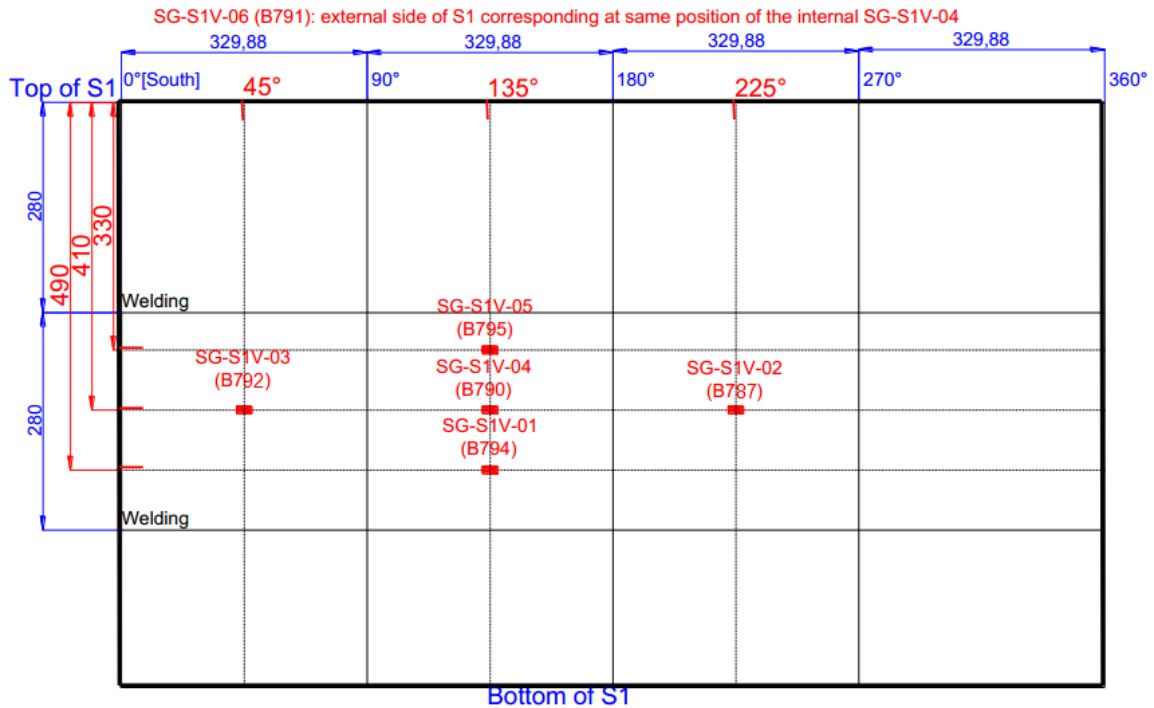 SG-S1V-06 (B791): external side of S1 corresponding at same position of the internal SG-S1V-04
329,88
329,88
329,88
329,88
Top of S1
0°[South]
45°
90°
135°
180°
225°
270°
360°
280
330
410
490
Welding
SG-S1V-05
(B795)
SG-S1V-03
(B792)
SG-S1V-04
(B790)
SG-S1V-02
(B787)
280
SG-S1V-01
(B794)
Welding
Bottom of S1